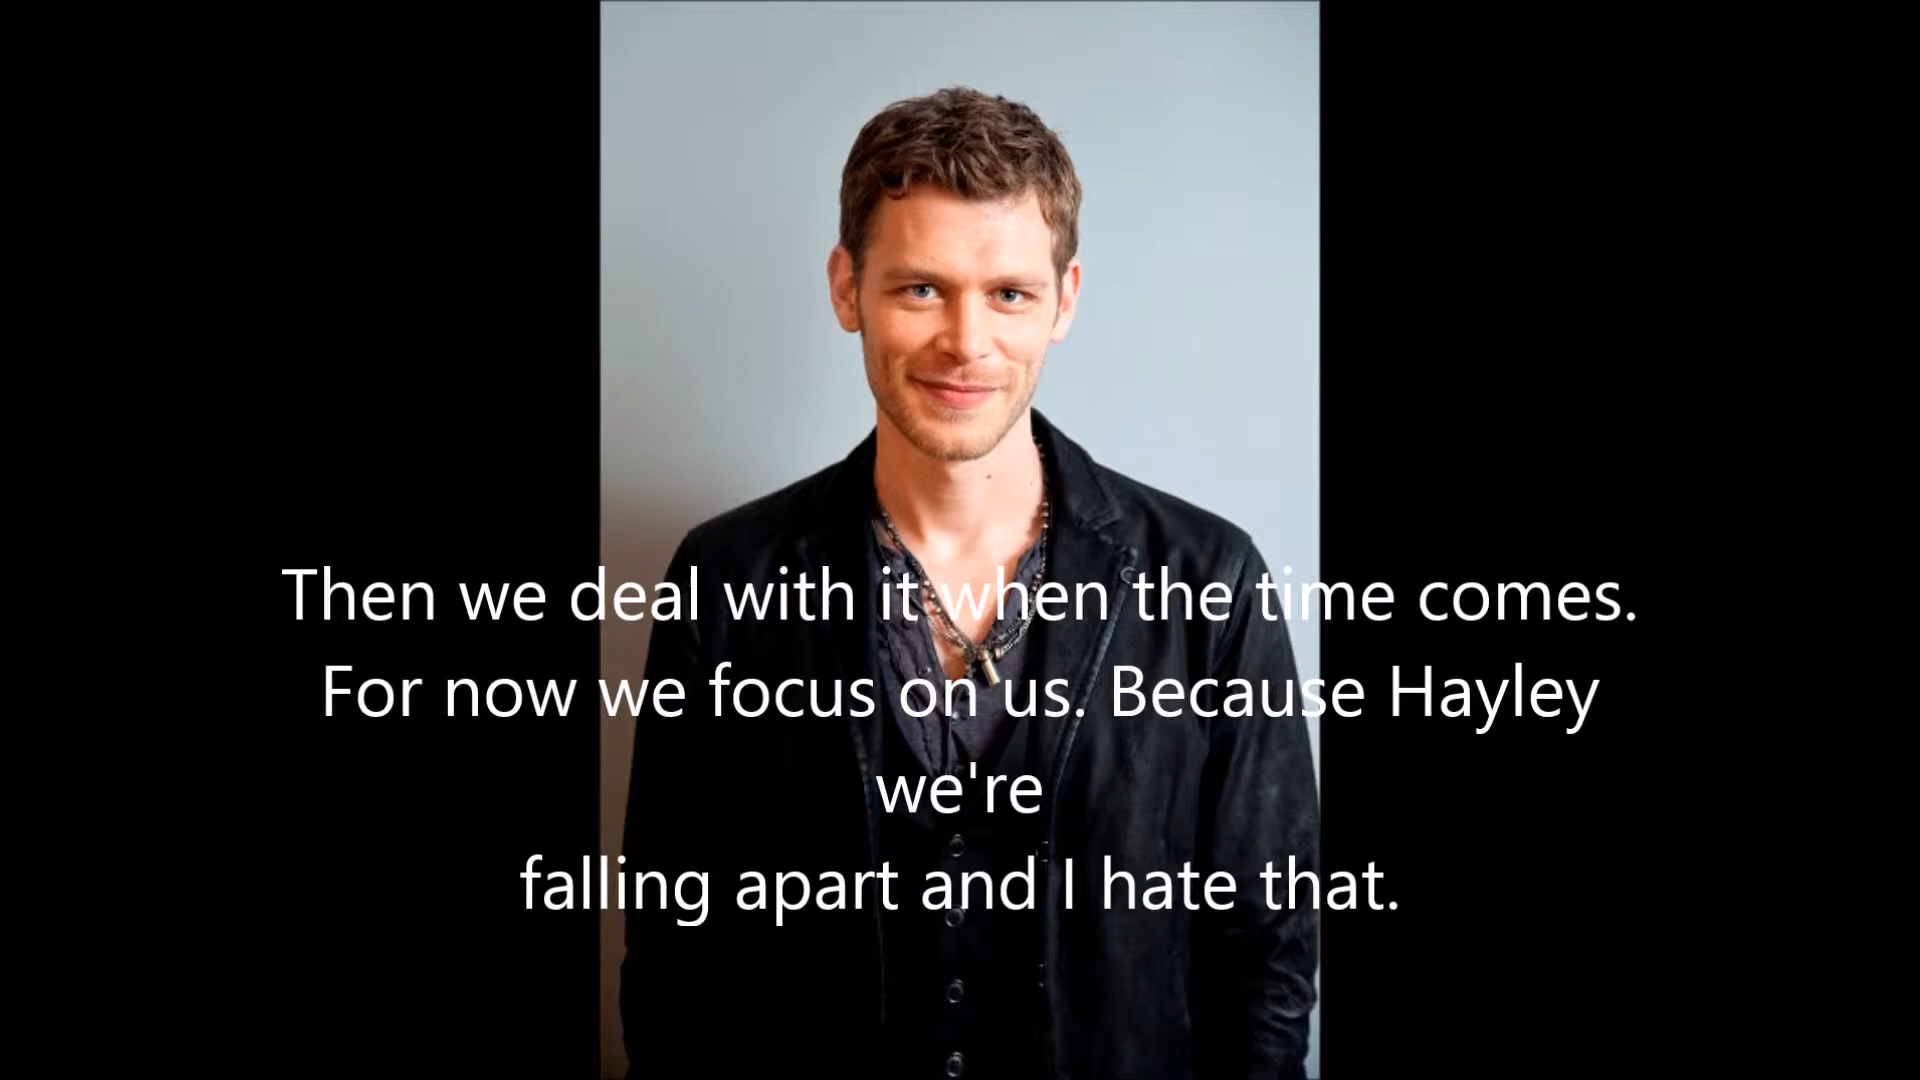 Then we deal with it when the time comes.
For now we focus on us. Because Hayley
we're
falling apart and I hate that.